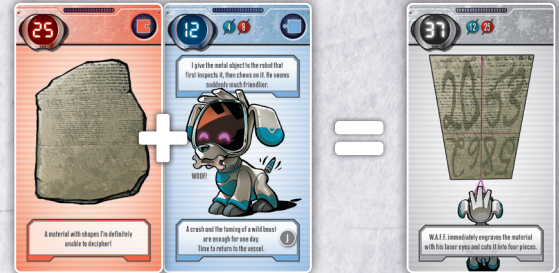 25
A material with shapes I'm definitely
unable to decipher!
+
12
4 8
I give the metal object to the robot that
first inspects it, then chews on it. He seems
suddenly much friendlier.
WOOF!
A crash and the taming of a wild beast
are enough for one day.
Time to return to the vessel.
J
=
37
12 25
2053
W.A.F.F. immediately engraves the material
with his laser eyes and cuts it into four pieces.